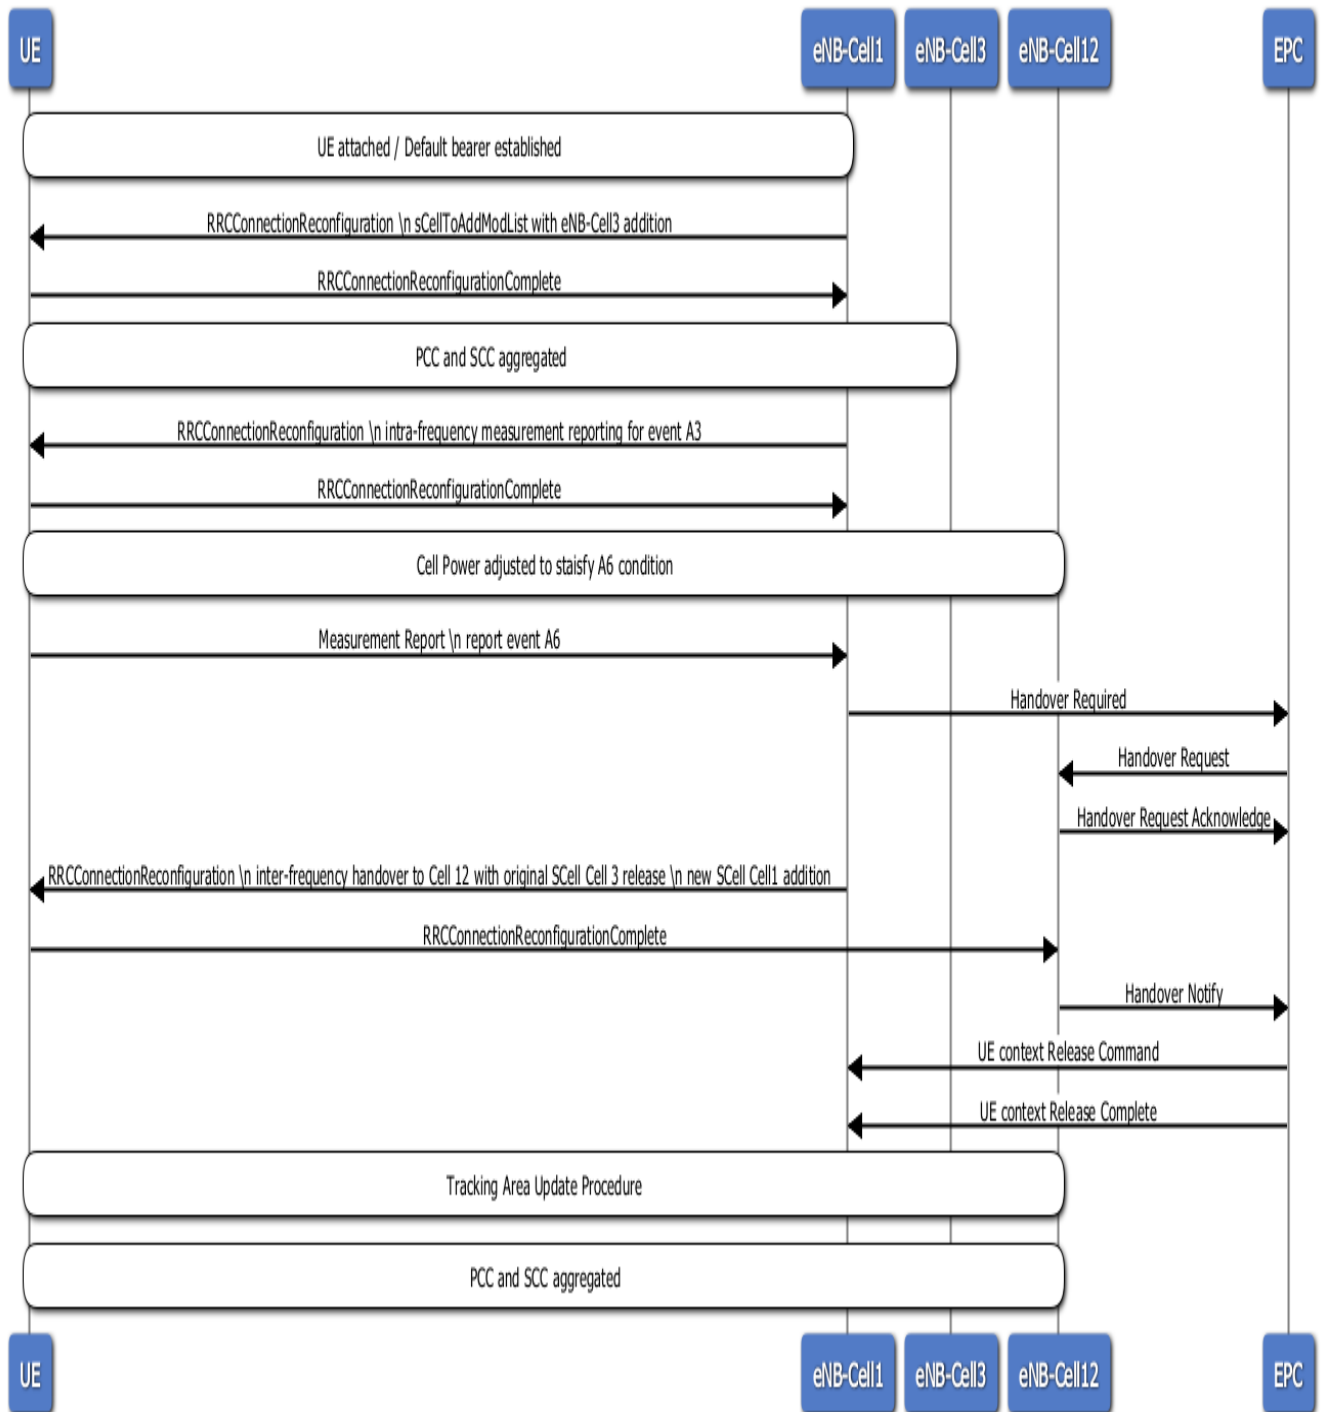 UE eNB-Cell1 eNB-Cell3 eNB-Cell12 EPC
UE attached / Default bearer established
RRCConnectionReconfiguration \n sCellToAddModList with eNB-Cell3 addition
RRCConnectionReconfigurationComplete
PCC and SCC aggregated
RRCConnectionReconfiguration \n intra-frequency measurement reporting for event A3
RRCConnectionReconfigurationComplete
Cell Power adjusted to staisfy A6 condition
Measurement Report \n report event A6
Handover Required
Handover Request
Handover Request Acknowledge
RRCConnectionReconfiguration \n inter-frequency handover to Cell 12 with original SCell Cell 3 release \n new SCell Cell1 addition
RRCConnectionReconfigurationComplete
Handover Notify
UE context Release Command
UE context Release Complete
Tracking Area Update Procedure
PCC and SCC aggregated
UE eNB-Cell1 eNB-Cell3 eNB-Cell12 EPC